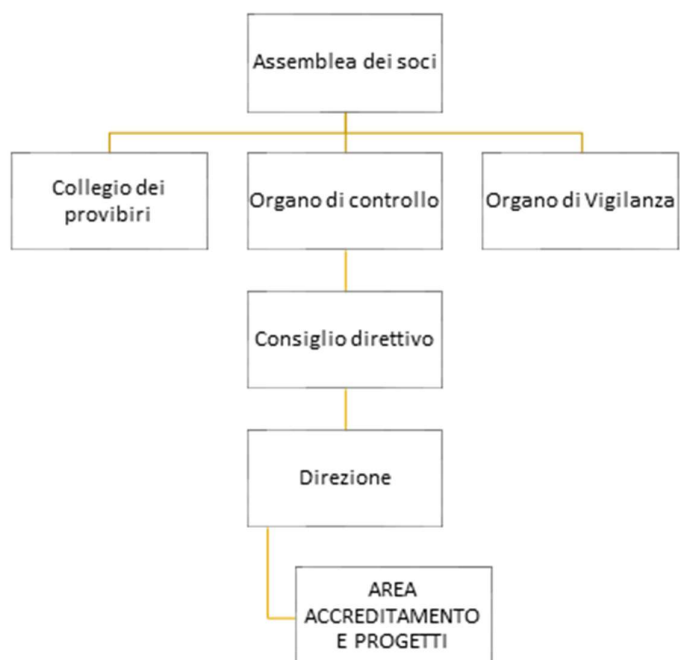 Assemblea dei soci
Collegio dei
provibiri
Organo di controllo
Organo di Vigilanza
Consiglio direttivo
Direzione
AREA
ACCREDITAMENTO
E PROGETTI